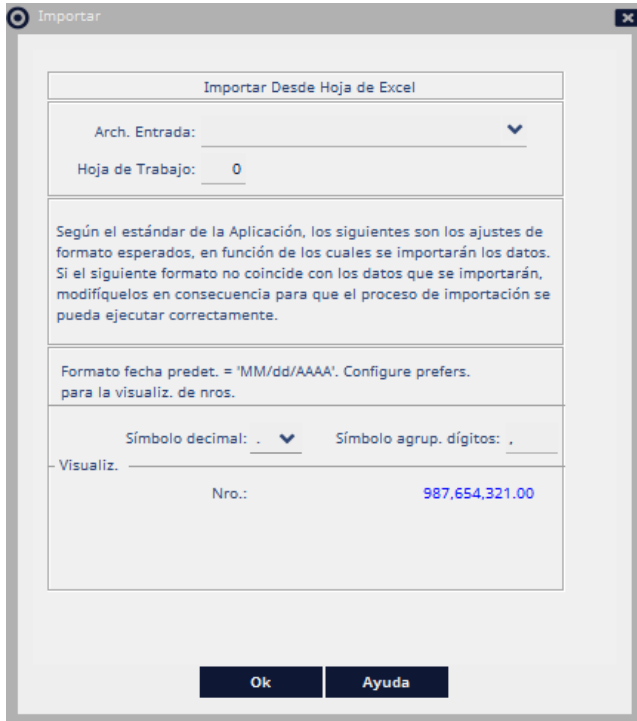 Importar
Importar Desde Hoja de Excel
Arch. Entrada:
Hoja de Trabajo: 0
Según el estándar de la Aplicación, los siguientes son los ajustes de
formato esperados, en función de los cuales se importarán los datos.
Si el siguiente formato no coincide con los datos que se importarán,
modifíquelos en consecuencia para que el proceso de importación se
pueda ejecutar correctamente.
Formato fecha predet. = 'MM/dd/AAAA'. Configure prefers.
para la visualiz. de nros.
Símbolo decimal: . Símbolo agrup. dígitos: ,
Visualiz.
Nro.: 987,654,321.00
Ok Ayuda